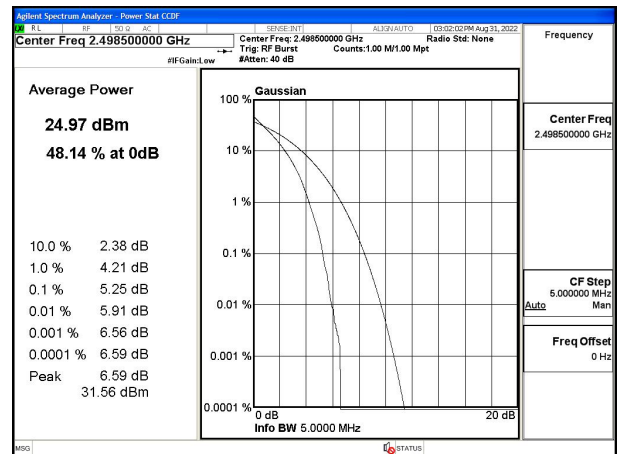 Agilent Spectrum Analyzer - Power Stat CCDF
RL RF 50 Ω AC SENSE:INT ALIGNAUTO 03:02:02PM Aug 31, 2022
Center Freq 2.498500000 GHz
Center Freq: 2.498500000 GHz Radio Std: None
Trig: RF Burst Counts:1.00 M/1.00 Mpt
#IFGain:Low #Atten: 40 dB
Frequency
Average Power
24.97 dBm
48.14 % at 0dB
10.0 % 2.38 dB
1.0 % 4.21 dB
0.1 % 5.25 dB
0.01 % 5.91 dB
0.001 % 6.56 dB
0.0001 % 6.59 dB
Peak 6.59 dB
31.56 dBm
Gaussian
100 %
10 %
1 %
0.1 %
0.01 %
0.001 %
0.0001 %
0 dB 20 dB
Info BW 5.0000 MHz
Center Freq
2.498500000 GHz
CF Step
5.000000 MHz
Auto Man
Freq Offset
0 Hz
MSG STATUS